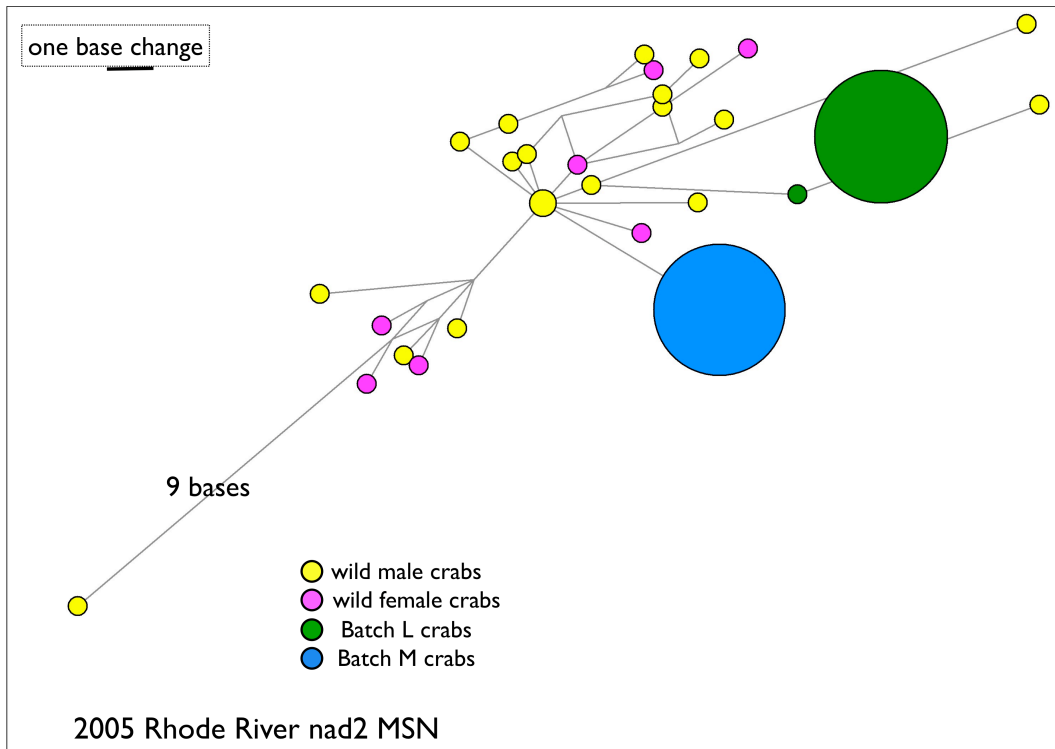 one base change
9 bases
wild male crabs
wild female crabs
Batch L crabs
Batch M crabs
2005 Rhode River nad2 MSN